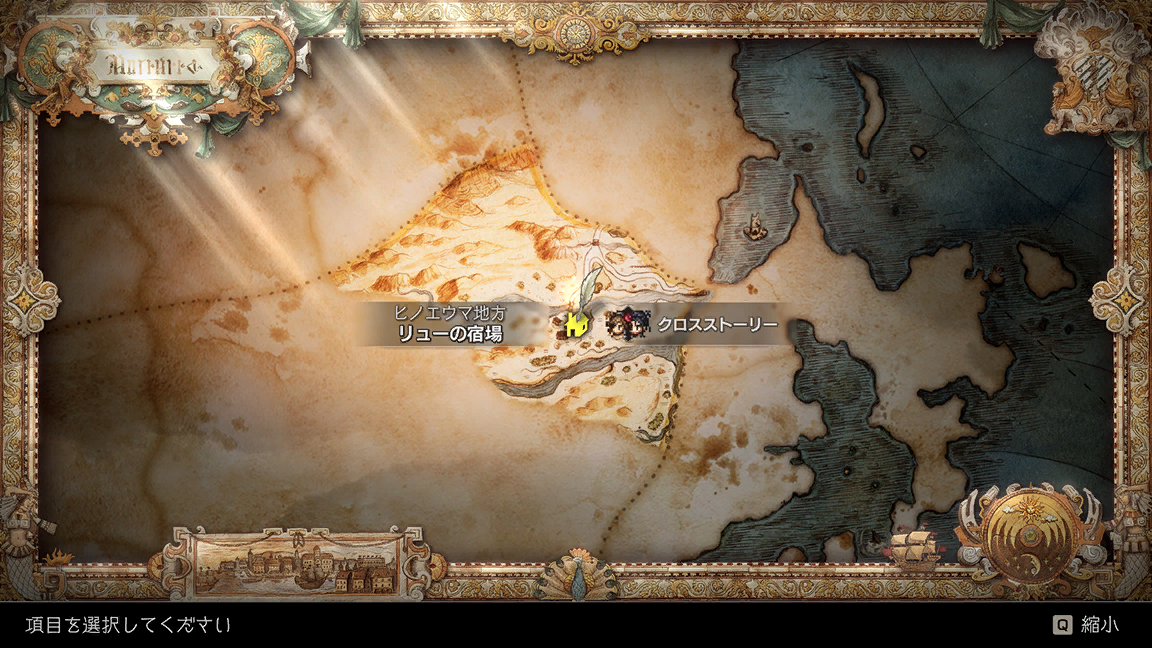 ヒノエウマ地方
リューの宿場
クロスストーリー
項目を選択してください
Q 縮小